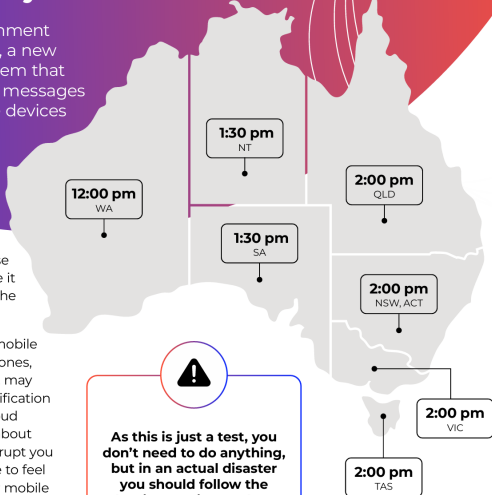 nment
, a new
em that
messages
devices
1:30 pm
NT
12:00 pm
WA
2:00 pm
QLD
1:30 pm
SA
2:00 pm
NSW, ACT
2:00 pm
VIC
2:00 pm
TAS
se
e it
he
mobile
ones,
may
ification
ud
bout
rupt you
e to feel
mobile
As this is just a test, you
don't need to do anything,
but in an actual disaster
you should follow the